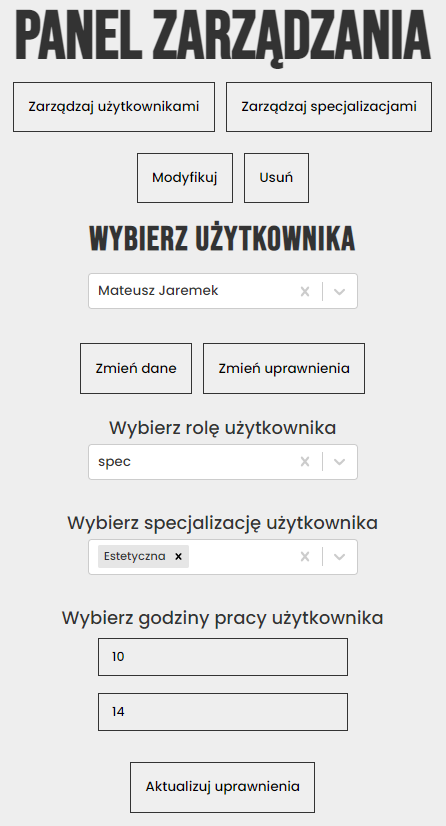 PANEL ZARZĄDZANIA
Zarządzaj użytkownikami Zarządzaj specjalizacjami
Modyfikuj Usuń
WYBIERZ UŻYTKOWNIKA
Mateusz Jaremek
Zmień dane Zmień uprawnienia
Wybierz rolę użytkownika
spec
Wybierz specjalizację użytkownika
Estetyczna
Wybierz godziny pracy użytkownika
10
14
Aktualizuj uprawnienia